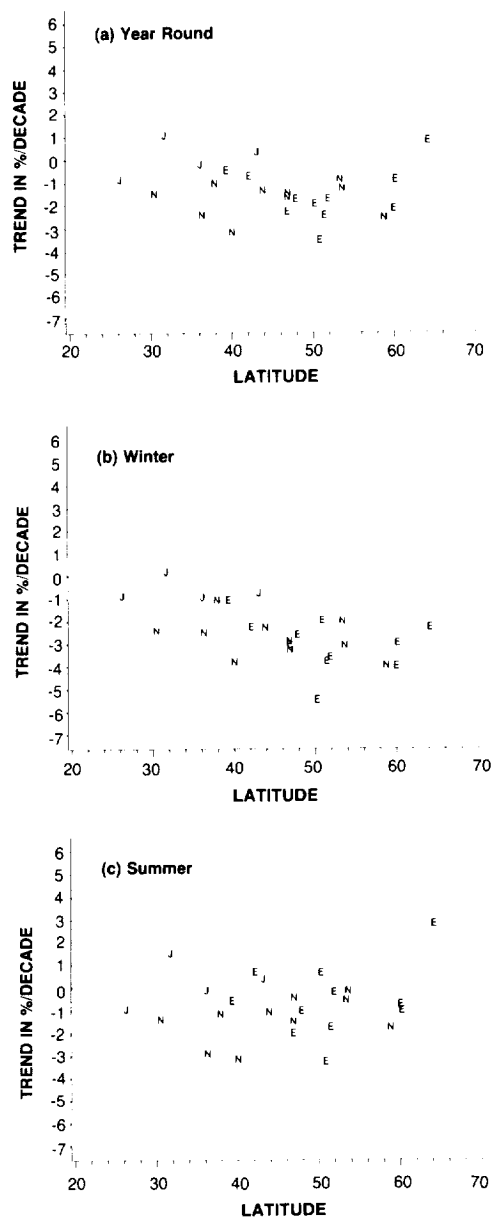 (a) Year Round
TREND IN %/DECADE
6
5
4
3
2
1 J E
0 J
J E E N E
-1 J N N N
N N E E E
-2 E E E N N
-3 N E
-4
-5
-6
-7
20 30 40 50 60 70
LATITUDE
(b) Winter
TREND IN %/DECADE
6
5
4
3
2
1
0 J
-1 J J N E J
-2 N N E N E E N E
-3 N N E N E
-4 N E E N E
-5 E
-6
-7
20 30 40 50 60 70
LATITUDE
(c) Summer
TREND IN %/DECADE
6
5
4
3 E
2
1 J E J E
0 J E N N E N
-1 J N N E N E E E
-2 E E N
-3 N N E
-4
-5
-6
-7
20 30 40 50 60 70
LATITUDE